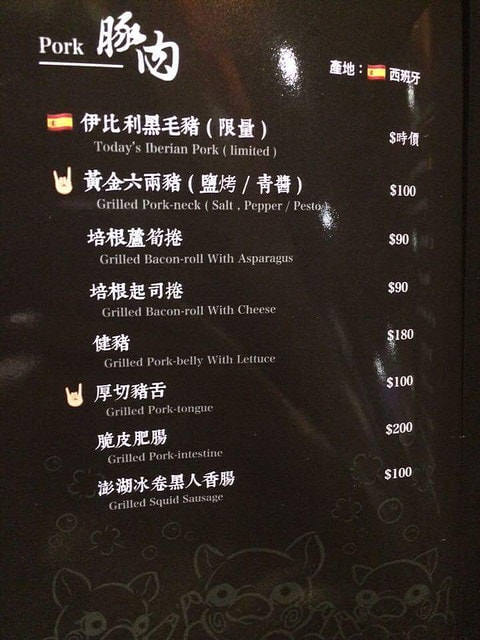 Pork 豚肉
產地：西班牙
伊比利黑毛豬 ( 限量 ) $時價
Today's Iberian Pork ( limited )
黃金六兩豬 ( 鹽烤 / 青醬 ) $100
Grilled Pork-neck ( Salt , Pepper / Pesto )
培根蘆筍捲 $90
Grilled Bacon-roll With Asparagus
培根起司捲 $90
Grilled Bacon-roll With Cheese
健豬 $180
Grilled Pork-belly With Lettuce
厚切豬舌 $100
Grilled Pork-tongue
脆皮肥腸 $200
Grilled Pork-intestine
澎湖冰卷黑人香腸 $100
Grilled Squid Sausage